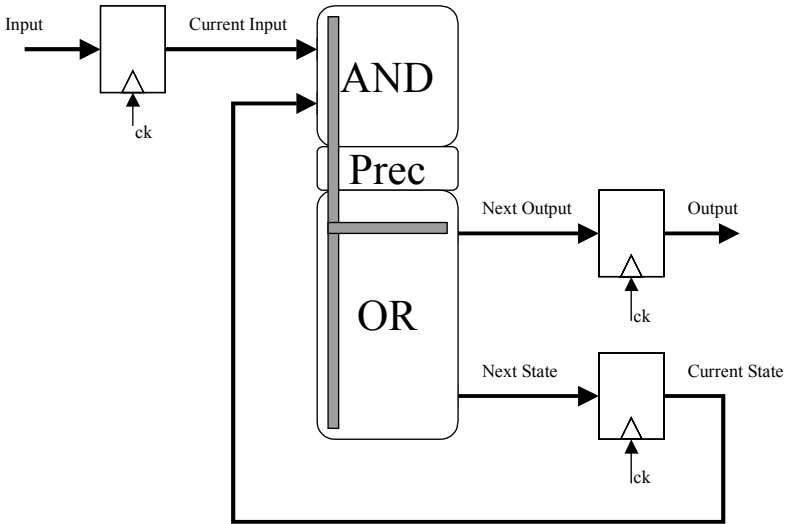 Input
Current Input
AND
ck
Prec
Next Output
Output
OR
ck
Next State
Current State
ck